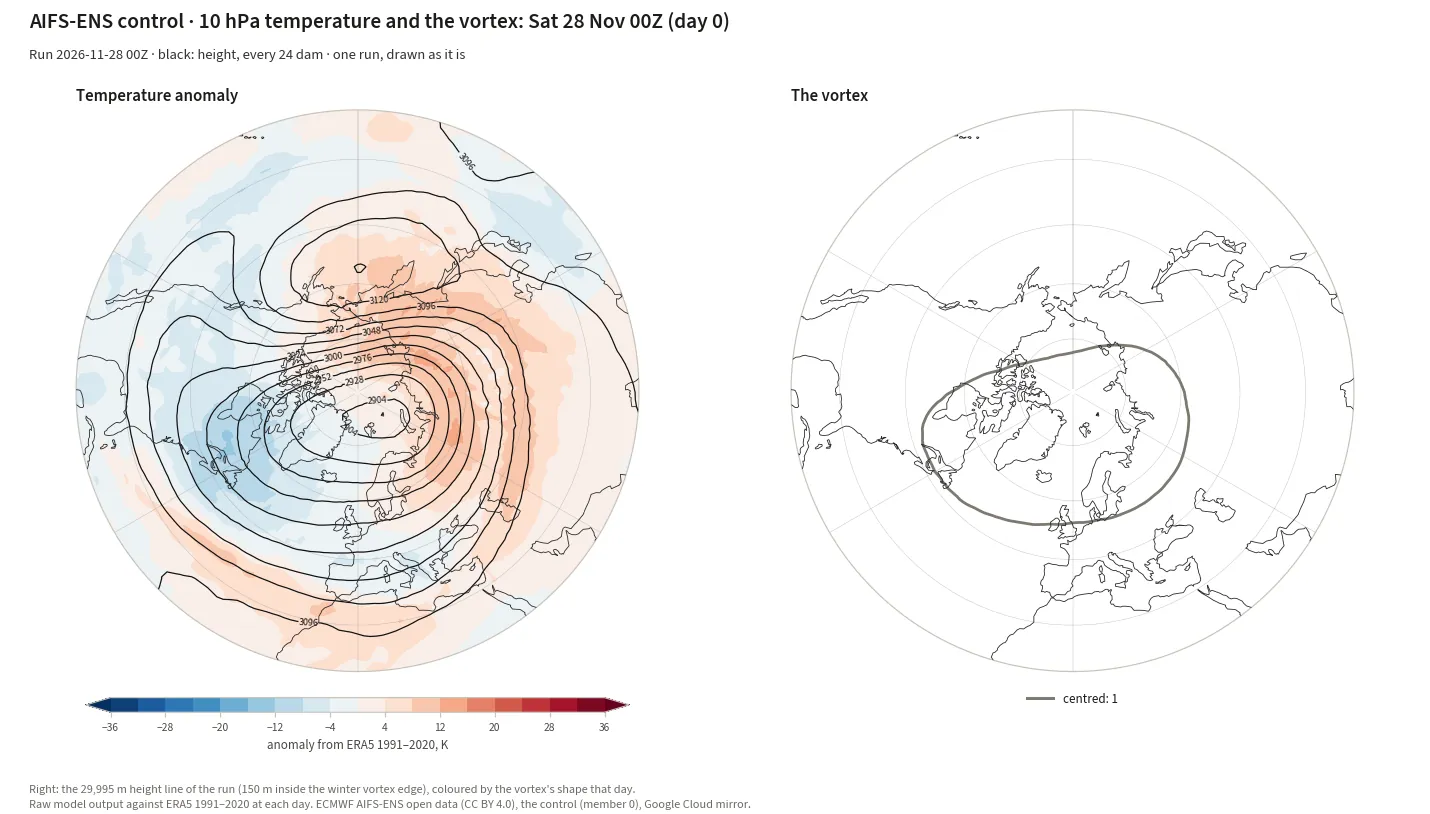 AIFS-ENS control · 10 hPa temperature and the vortex: Sat 28 Nov 00Z (day 0)
Run 2026-11-28 00Z · black: height, every 24 dam · one run, drawn as it is
Temperature anomaly
The vortex
3096
3120
3096
3072
3048
3000
2976
2928
2904
3096
−36 −28 −20 −12 −4 4 12 20 28 36
anomaly from ERA5 1991–2020, K
centred: 1
Right: the 29,995 m height line of the run (150 m inside the winter vortex edge), coloured by the vortex's shape that day.
Raw model output against ERA5 1991–2020 at each day. ECMWF AIFS-ENS open data (CC BY 4.0), the control (member 0), Google Cloud mirror.